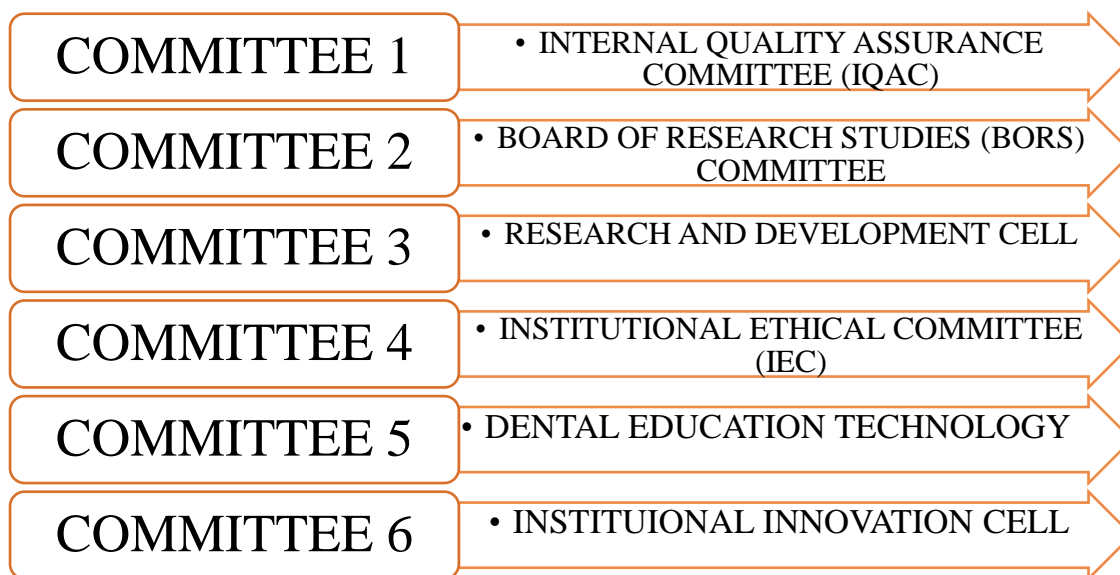 COMMITTEE 1
• INTERNAL QUALITY ASSURANCE
COMMITTEE (IQAC)
COMMITTEE 2
• BOARD OF RESEARCH STUDIES (BORS)
COMMITTEE
COMMITTEE 3
• RESEARCH AND DEVELOPMENT CELL
COMMITTEE 4
• INSTITUTIONAL ETHICAL COMMITTEE
(IEC)
COMMITTEE 5
• DENTAL EDUCATION TECHNOLOGY
COMMITTEE 6
• INSTITUIONAL INNOVATION CELL